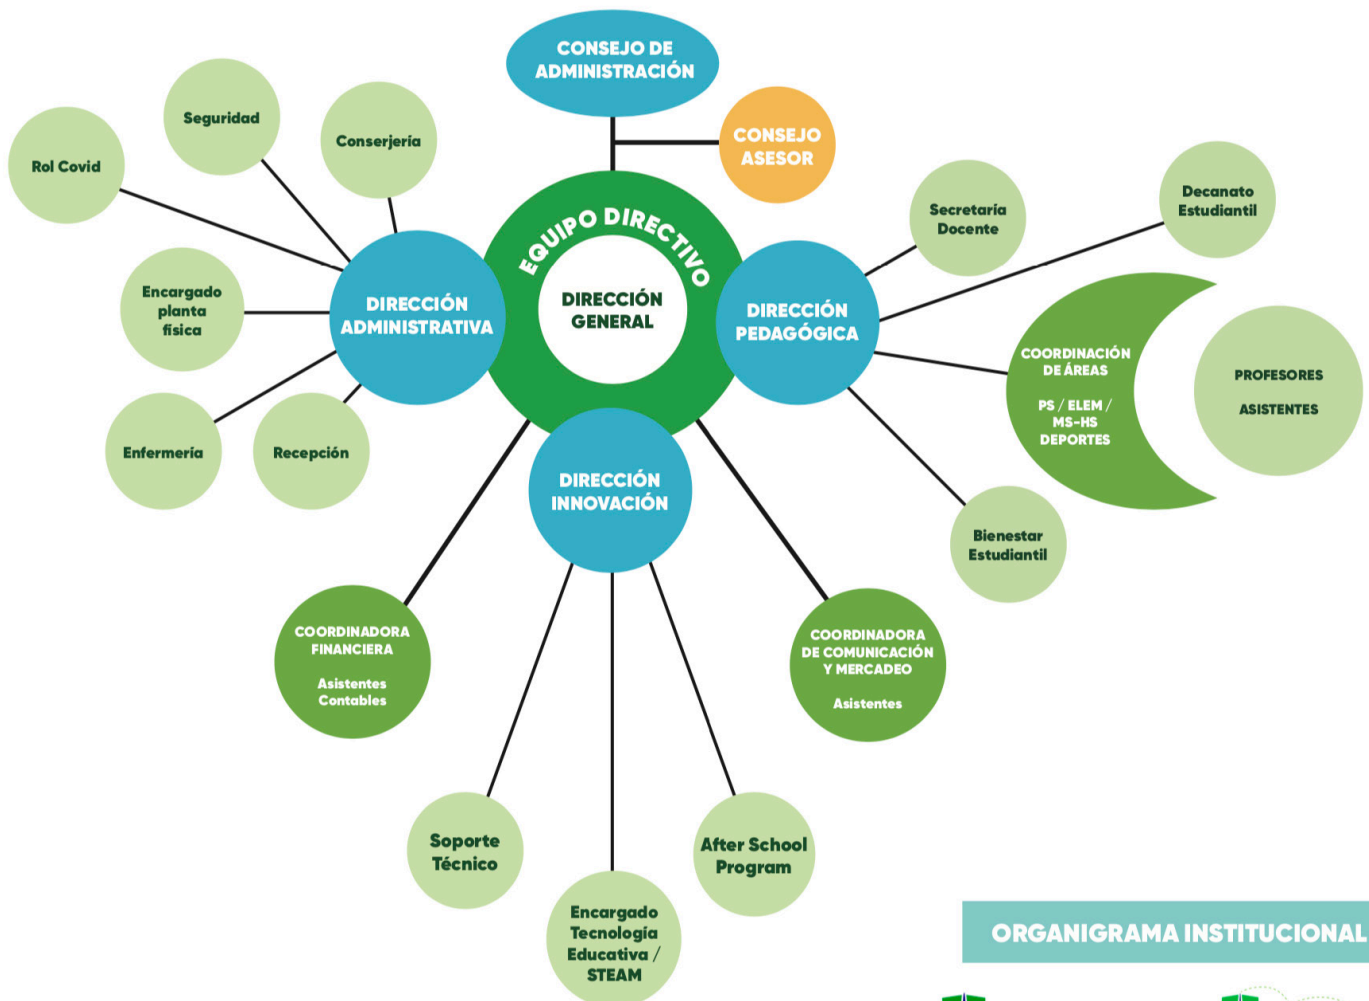 CONSEJO DE
ADMINISTRACIÓN
CONSEJO
ASESOR
Seguridad
Conserjería
Rol Covid
Encargado
planta
física
Enfermería
Recepción
DIRECCIÓN
ADMINISTRATIVA
EQUIPO DIRECTIVO
DIRECCIÓN
GENERAL
DIRECCIÓN
PEDAGÓGICA
Secretaría
Docente
Decanato
Estudiantil
COORDINACIÓN
DE ÁREAS
PS / ELEM /
MS-HS
DEPORTES
PROFESORES
ASISTENTES
Bienestar
Estudiantil
DIRECCIÓN
INNOVACIÓN
COORDINADORA
FINANCIERA
Asistentes
Contables
COORDINADORA
DE COMUNICACIÓN
Y MERCADEO
Asistentes
Soporte
Técnico
Encargado
Tecnología
Educativa /
STEAM
After School
Program
ORGANIGRAMA INSTITUCIONAL